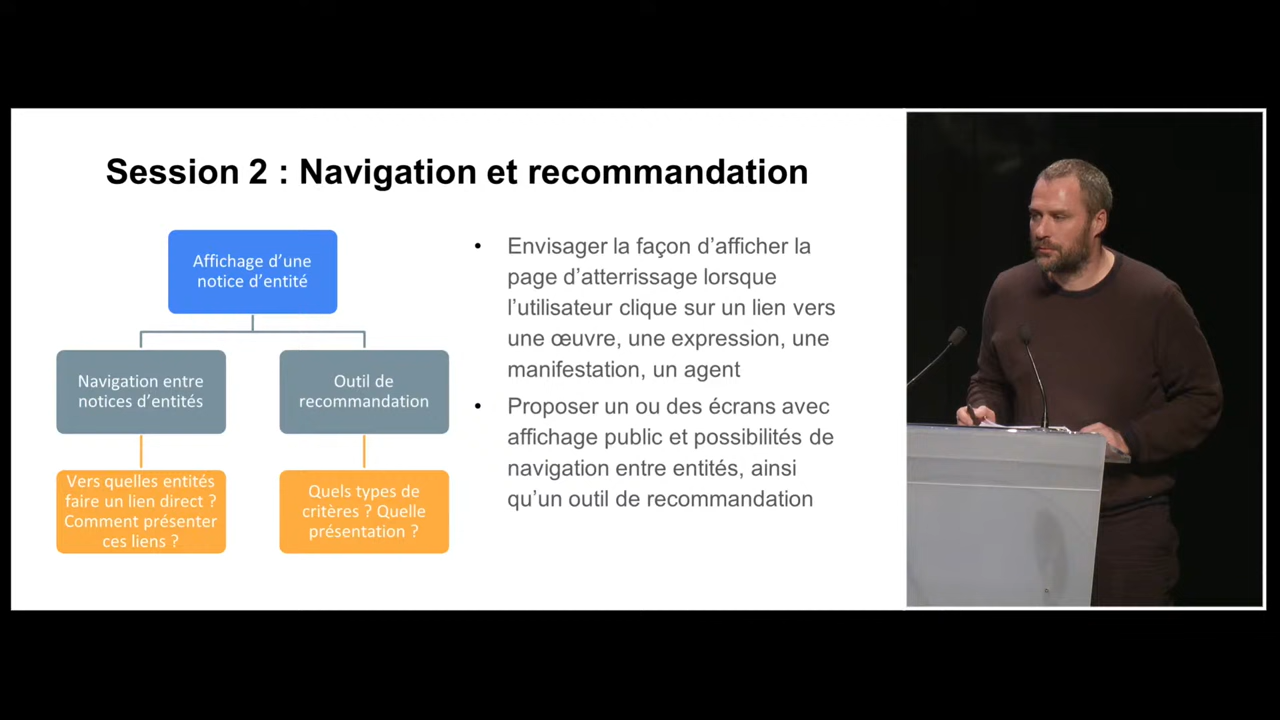 Session 2 : Navigation et recommandation
Affichage d’une
notice d’entité
Navigation entre
notices d’entités
Outil de
recommandation
Vers quelles entités
faire un lien direct ?
Comment présenter
ces liens ?
Quels types de
critères ? Quelle
présentation ?
• Envisager la façon d’afficher la
page d’atterrissage lorsque
l’utilisateur clique sur un lien vers
une œuvre, une expression, une
manifestation, un agent
• Proposer un ou des écrans avec
affichage public et possibilités de
navigation entre entités, ainsi
qu’un outil de recommandation